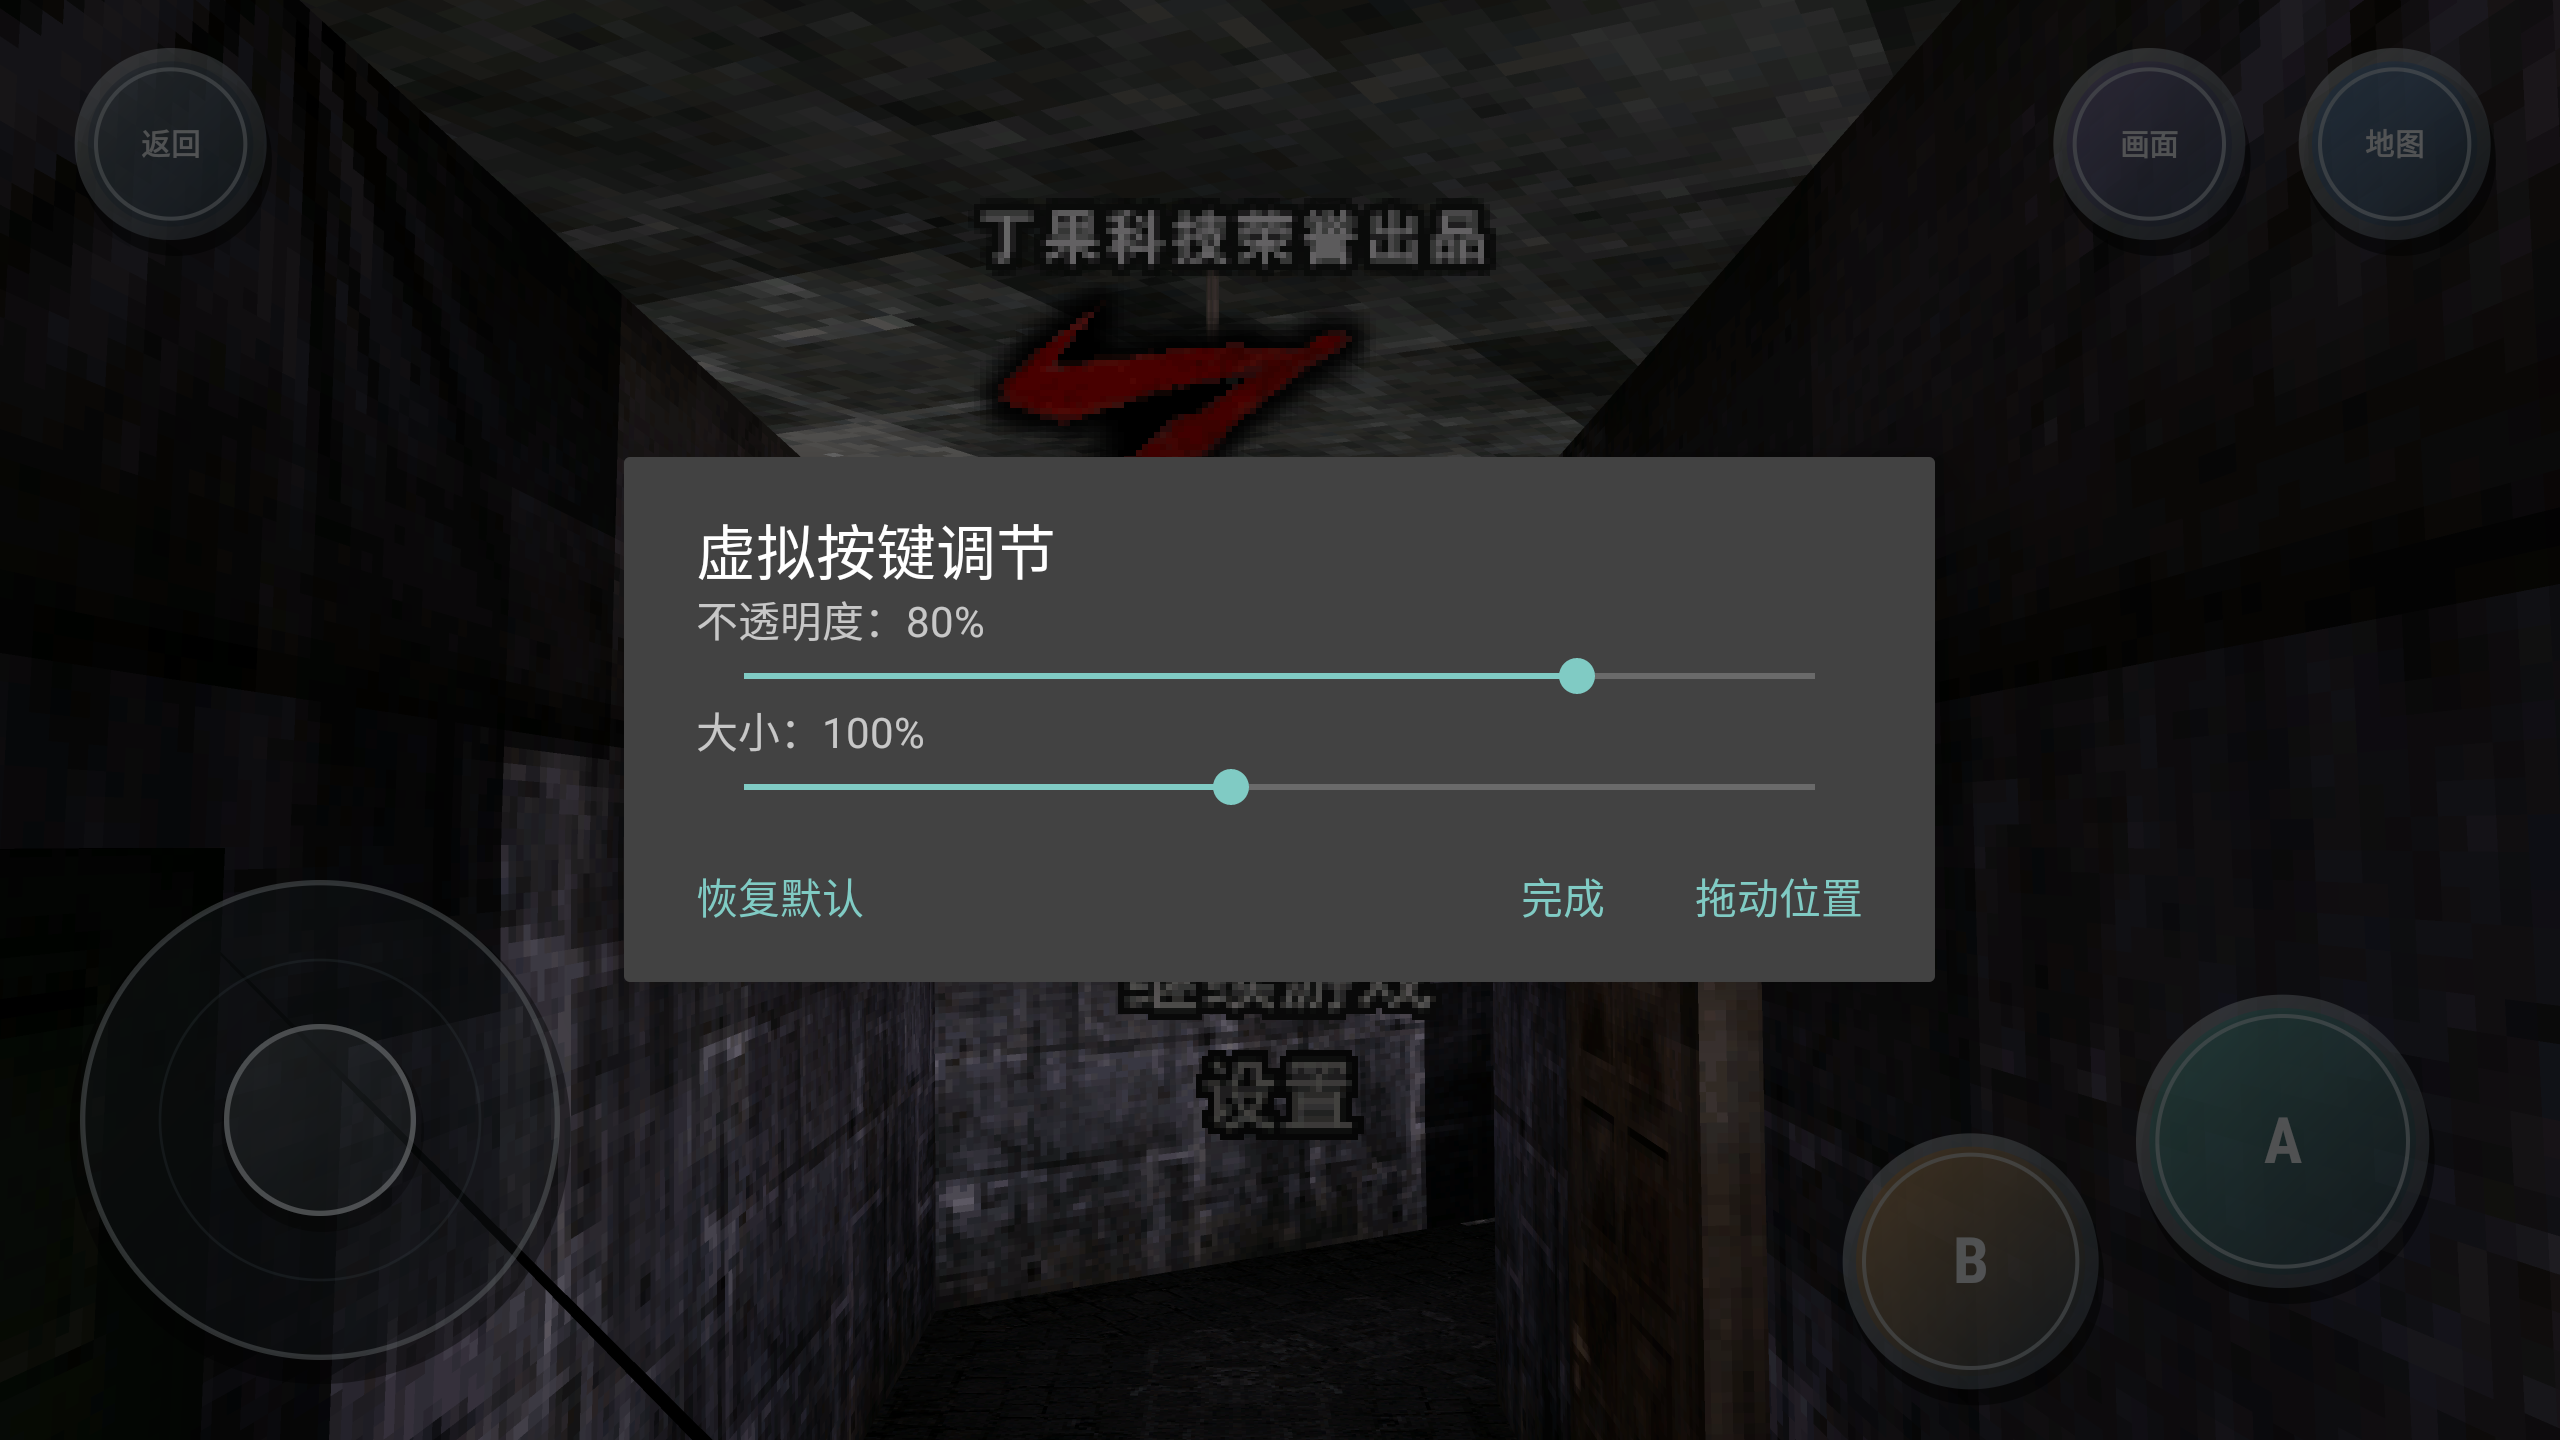 返回
画面
地图
丁果科技荣誉出品
虚拟按键调节
不透明度：80%
大小：100%
恢复默认
完成
拖动位置
设置
A
B